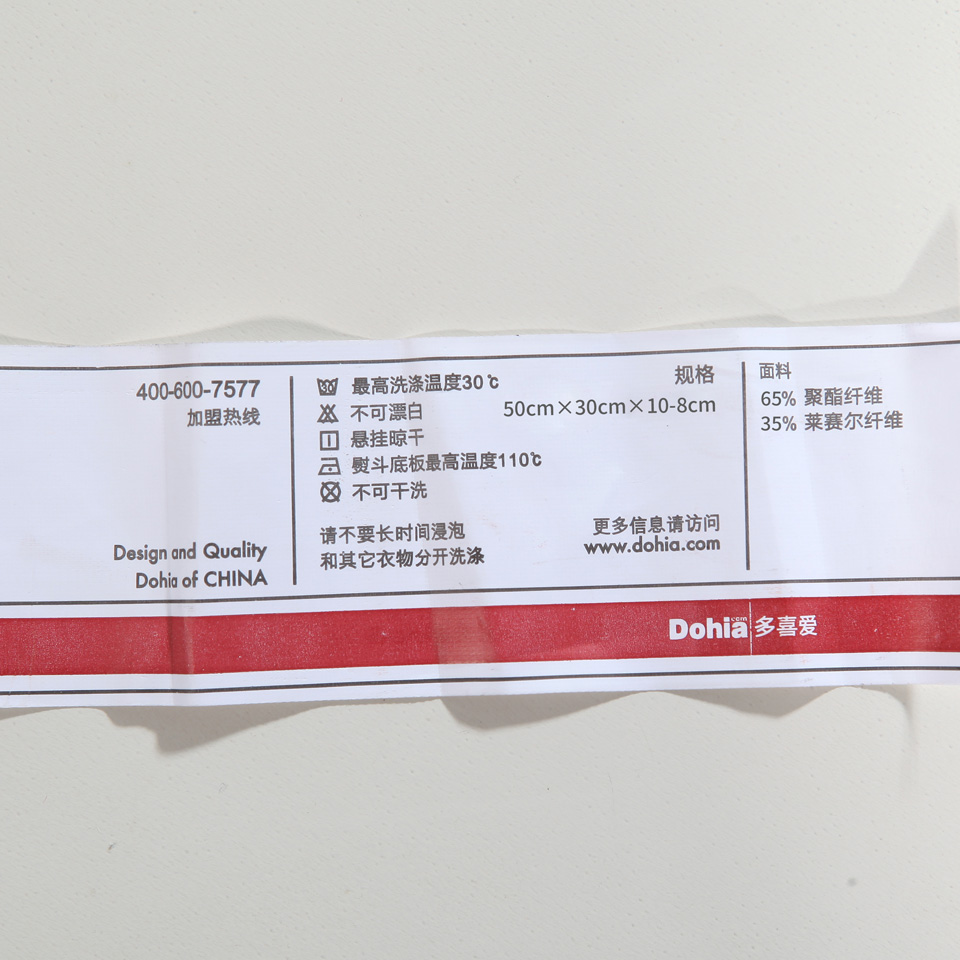 400-600-7577
加盟热线
Design and Quality
Dohia of CHINA
最高洗涤温度30℃
不可漂白
悬挂晾干
熨斗底板最高温度110℃
不可干洗
请不要长时间浸泡
和其它衣物分开洗涤
规格
50cm×30cm×10-8cm
更多信息请访问
www.dohia.com
面料
65% 聚酯纤维
35% 莱赛尔纤维
Dohia.com 多喜爱